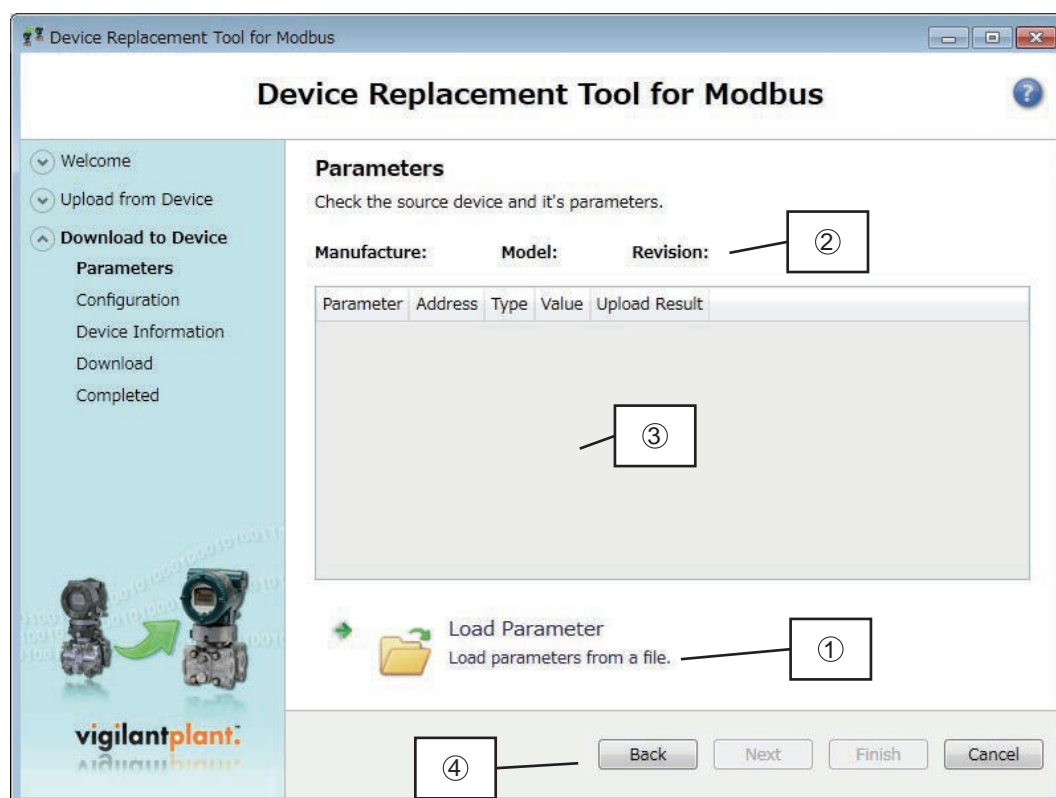 Device Replacement Tool for Modbus
Device Replacement Tool for Modbus
?
Welcome
Upload from Device
Download to Device
Parameters
Configuration
Device Information
Download
Completed
Parameters
Check the source device and it's parameters.
Manufacture: Model: Revision:
②
Parameter Address Type Value Upload Result
③
Load Parameter
Load parameters from a file.
①
vigilantplant.
④
Back Next Finish Cancel